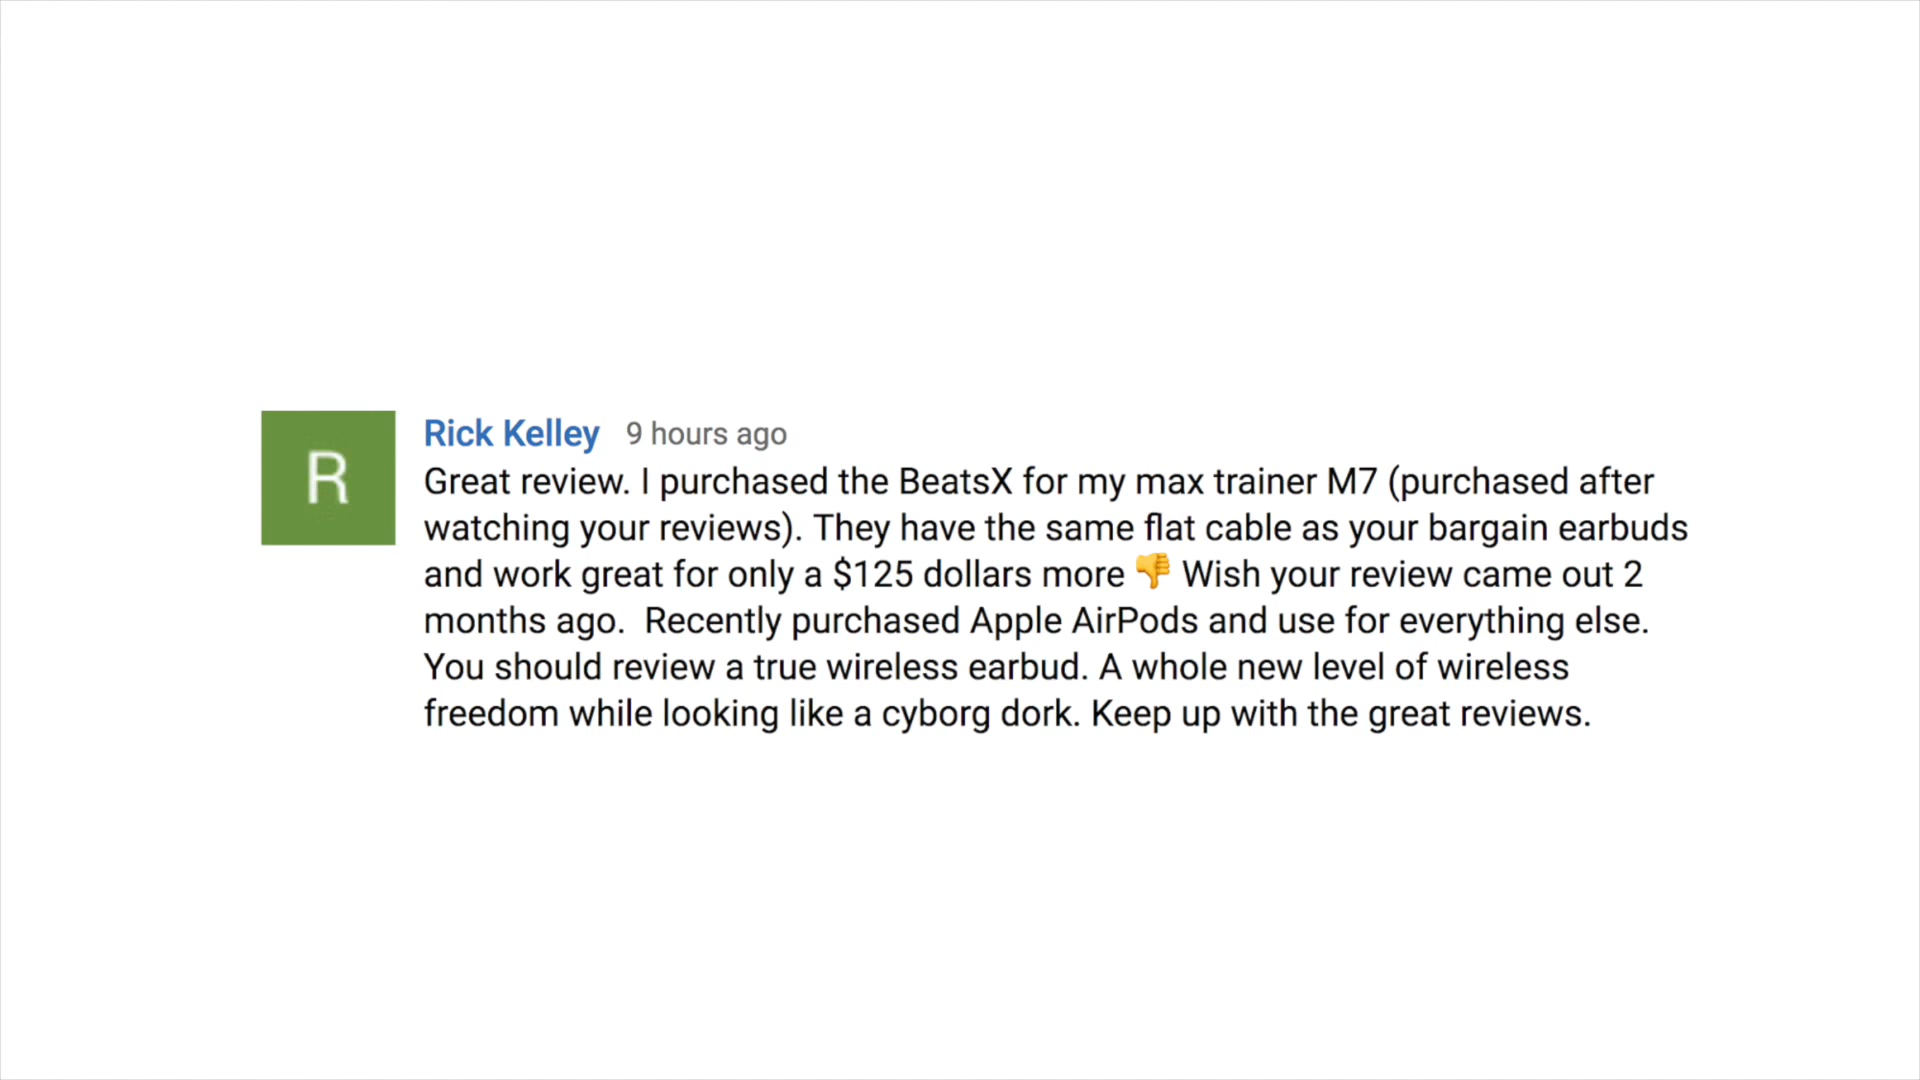 R
Rick Kelley 9 hours ago
Great review. I purchased the BeatsX for my max trainer M7 (purchased after
watching your reviews). They have the same flat cable as your bargain earbuds
and work great for only a $125 dollars more 👎 Wish your review came out 2
months ago.  Recently purchased Apple AirPods and use for everything else.
You should review a true wireless earbud. A whole new level of wireless
freedom while looking like a cyborg dork. Keep up with the great reviews.